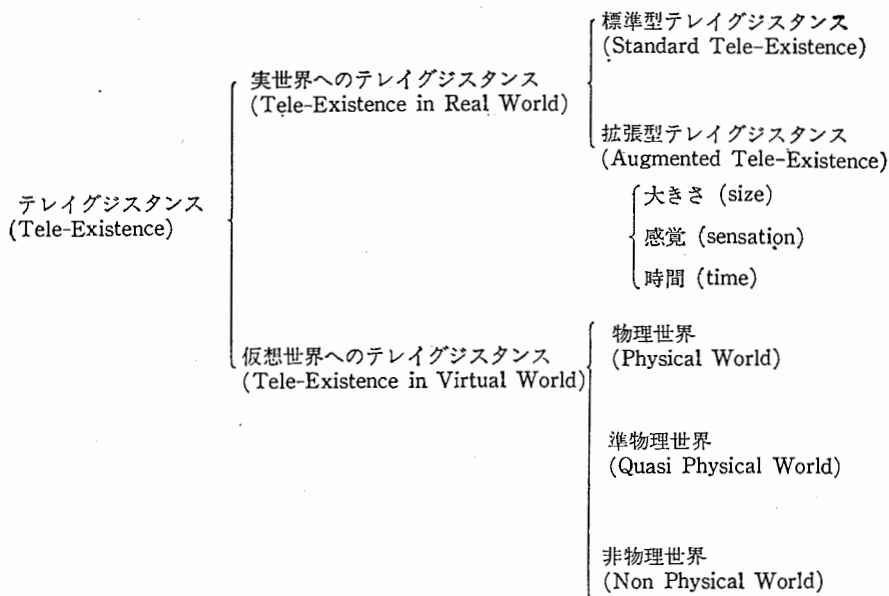 テレイグジスタンス
(Tele-Existence)
実世界へのテレイグジスタンス
(Tele-Existence in Real World)
標準型テレイグジスタンス
(Standard Tele-Existence)
拡張型テレイグジスタンス
(Augmented Tele-Existence)
大きさ (size)
感覚 (sensation)
時間 (time)
仮想世界へのテレイグジスタンス
(Tele-Existence in Virtual World)
物理世界
(Physical World)
準物理世界
(Quasi Physical World)
非物理世界
(Non Physical World)